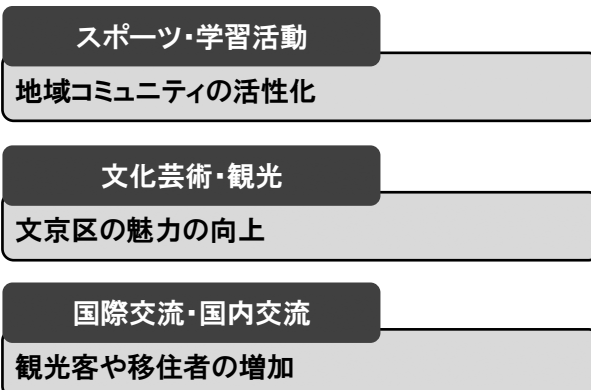 スポーツ・学習活動
地域コミュニティの活性化
文化芸術・観光
文京区の魅力の向上
国際交流・国内交流
観光客や移住者の増加